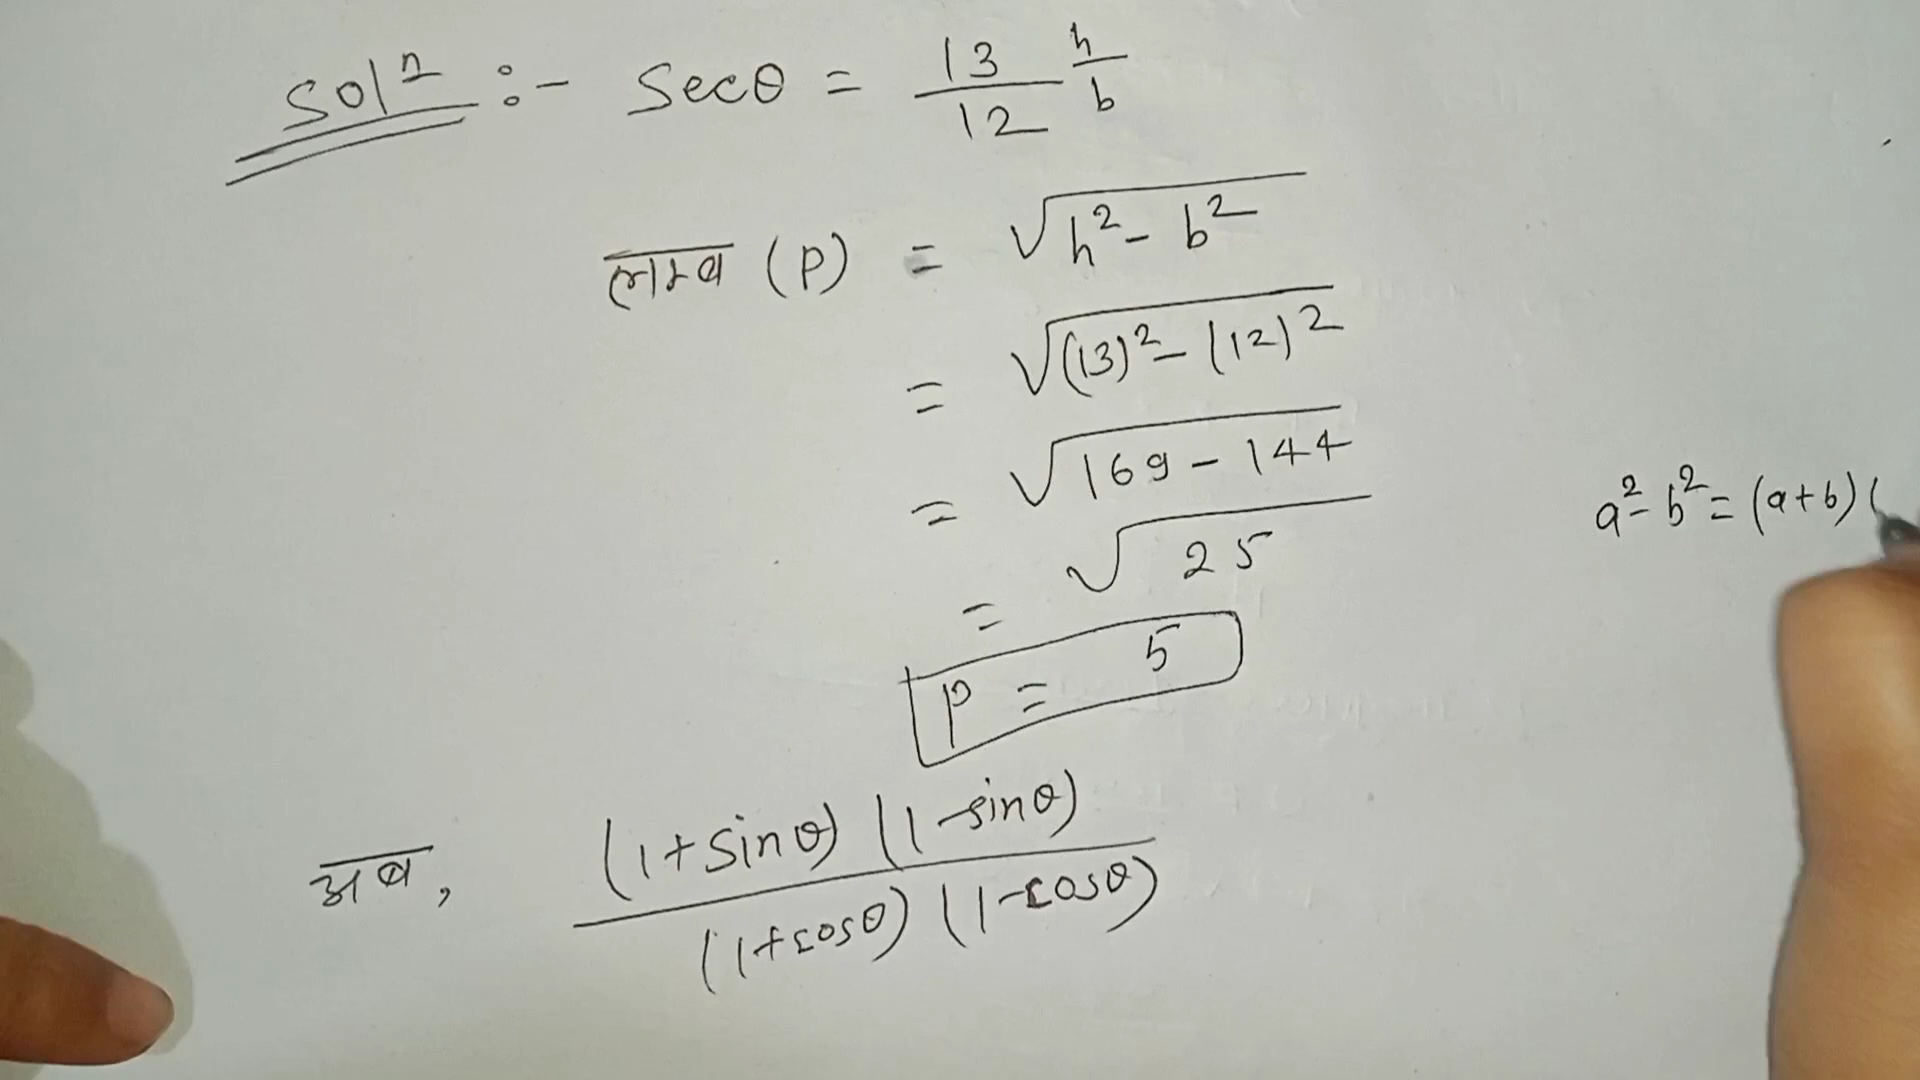 Solⁿ :- Secθ = 13/12 h/b
लम्ब (P) = √(h² - b²)
= √((13)² - (12)²)
= √(169 - 144)
= √25
P = 5
a² - b² = (a+b) (
अब, (1+sinθ) (1-sinθ) / (1+cosθ) (1-cosθ)